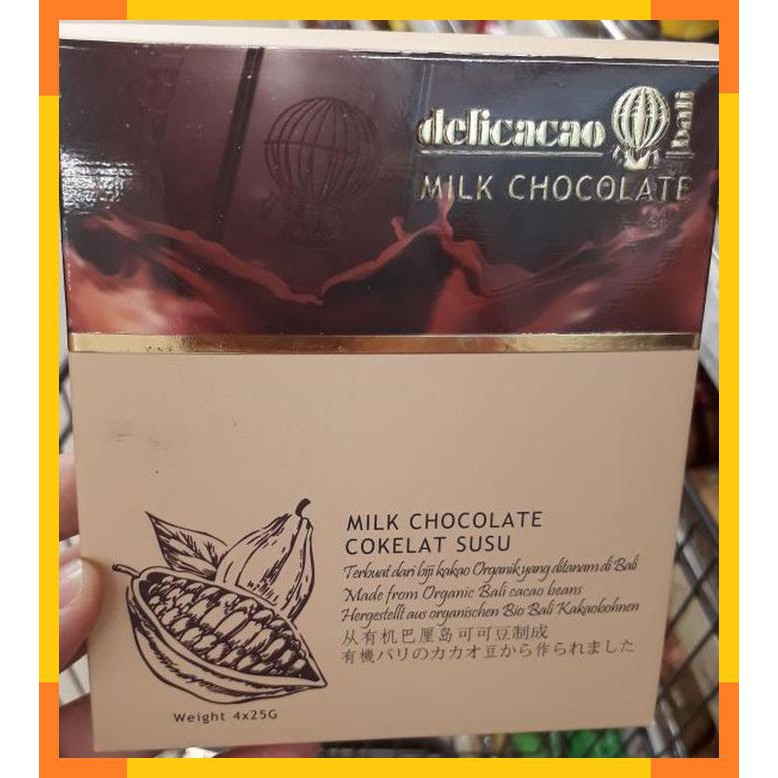 delicacao bali
MILK CHOCOLATE
MILK CHOCOLATE
COKELAT SUSU
Terbuat dari biji kakao Organik yang ditanam di Bali
Made from Organic Bali cacao beans
Hergestellt aus organischen Bio Bali Kakaobohnen
从有机巴厘岛可可豆制成
有機バリのカカオ豆から作られました
Weight 4x25G